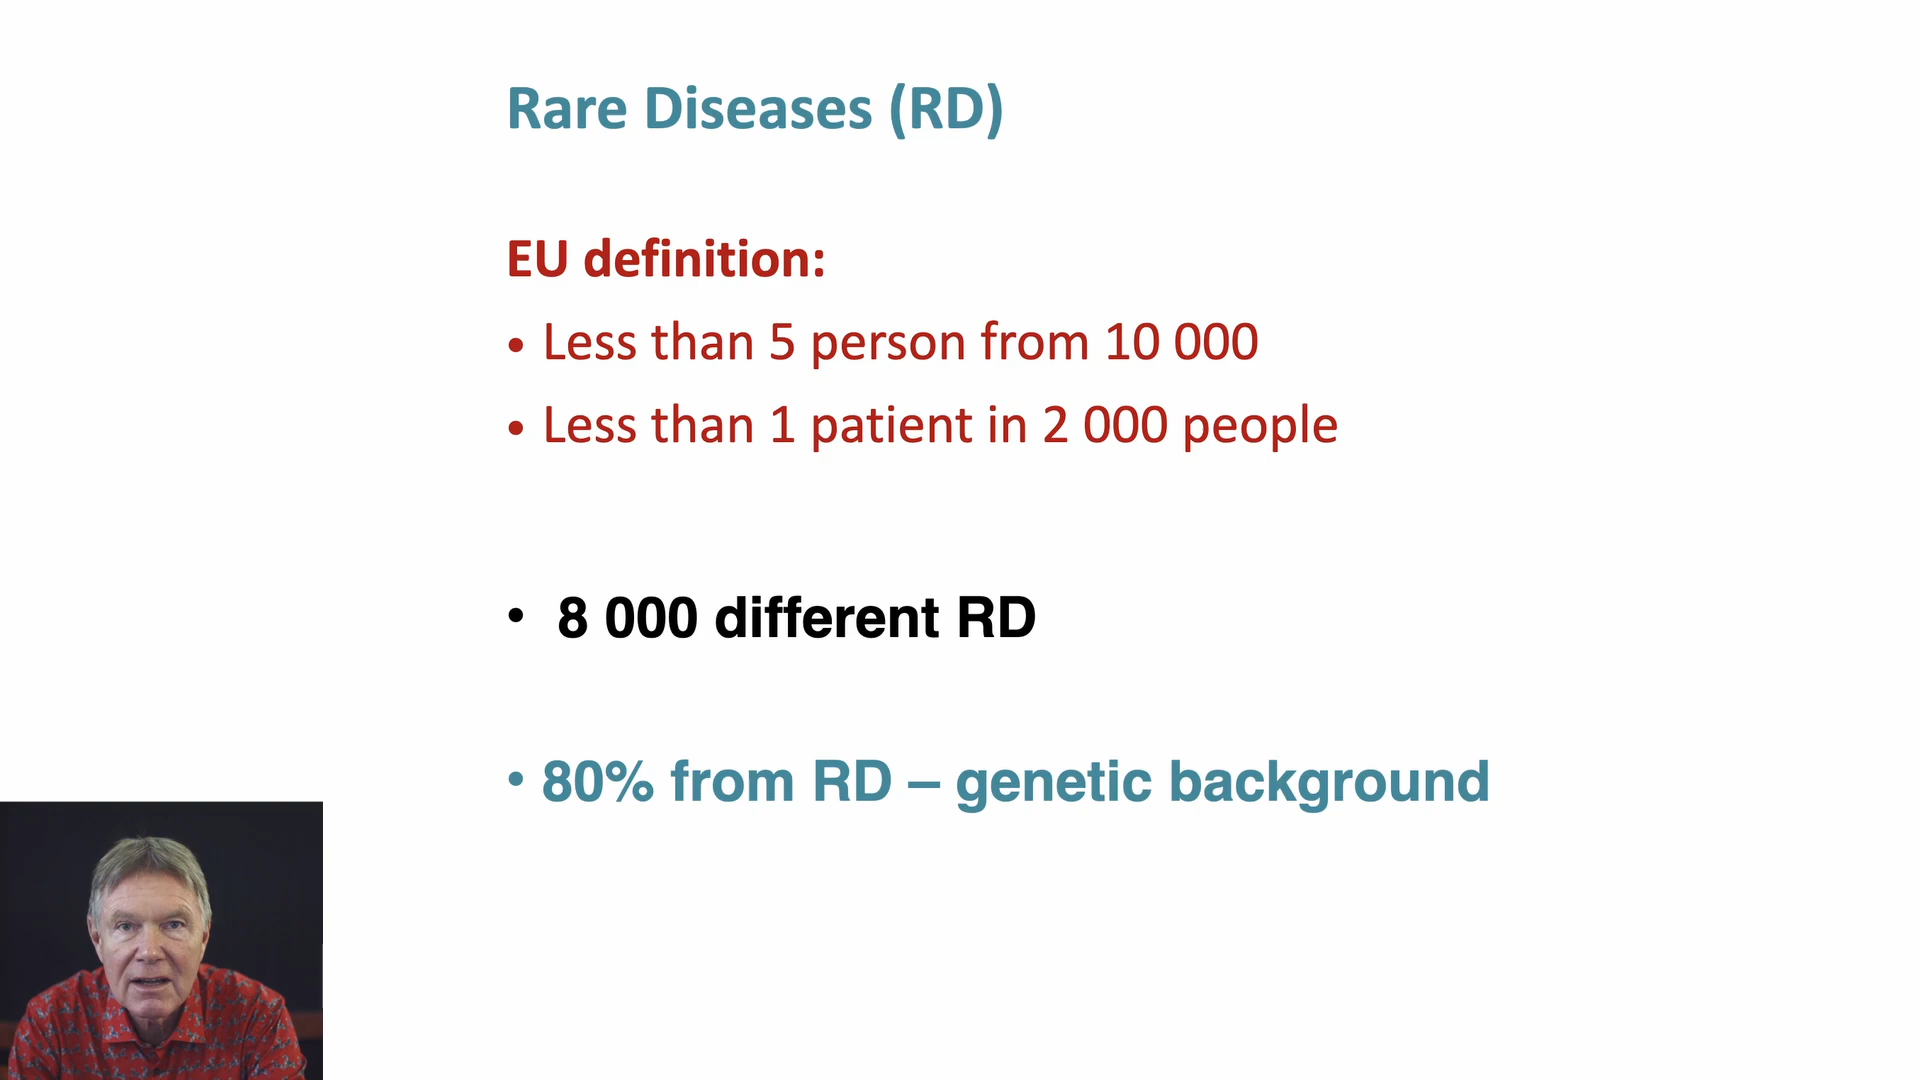 Rare Diseases (RD)
EU definition:
• Less than 5 person from 10 000
• Less than 1 patient in 2 000 people
• 8 000 different RD
• 80% from RD – genetic background